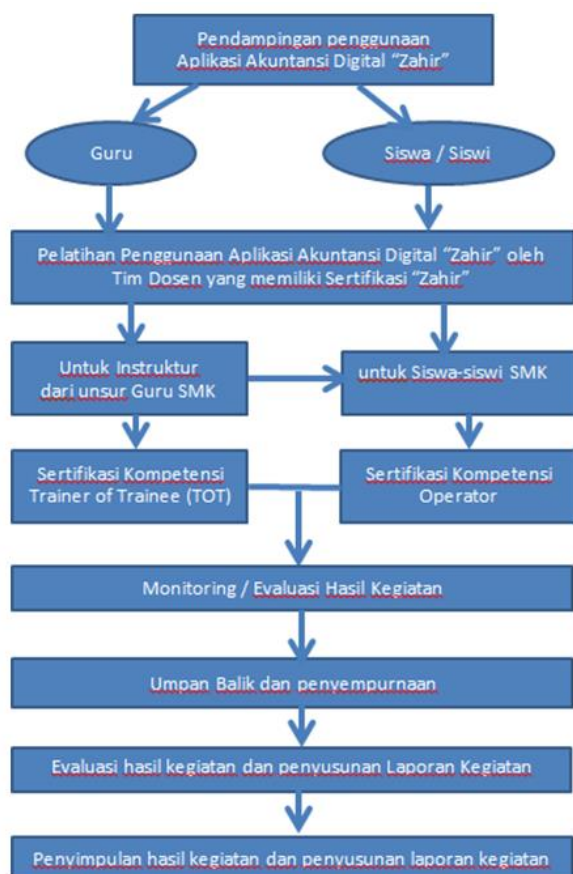 Pendampingan penggunaan
Aplikasi Akuntansi Digital “Zahir”
Guru
Siswa / Siswi
Pelatihan Penggunaan Aplikasi Akuntansi Digital “Zahir” oleh
Tim Dosen yang memiliki Sertifikasi “Zahir”
Untuk Instruktur
dari unsur Guru SMK
untuk Siswa-siswi SMK
Sertifikasi Kompetensi
Trainer of Trainee (TOT)
Sertifikasi Kompetensi
Operator
Monitoring / Evaluasi Hasil Kegiatan
Umpan Balik dan penyempurnaan
Evaluasi hasil kegiatan dan penyusunan Laporan Kegiatan
Penyimpulan hasil kegiatan dan penyusunan laporan kegiatan